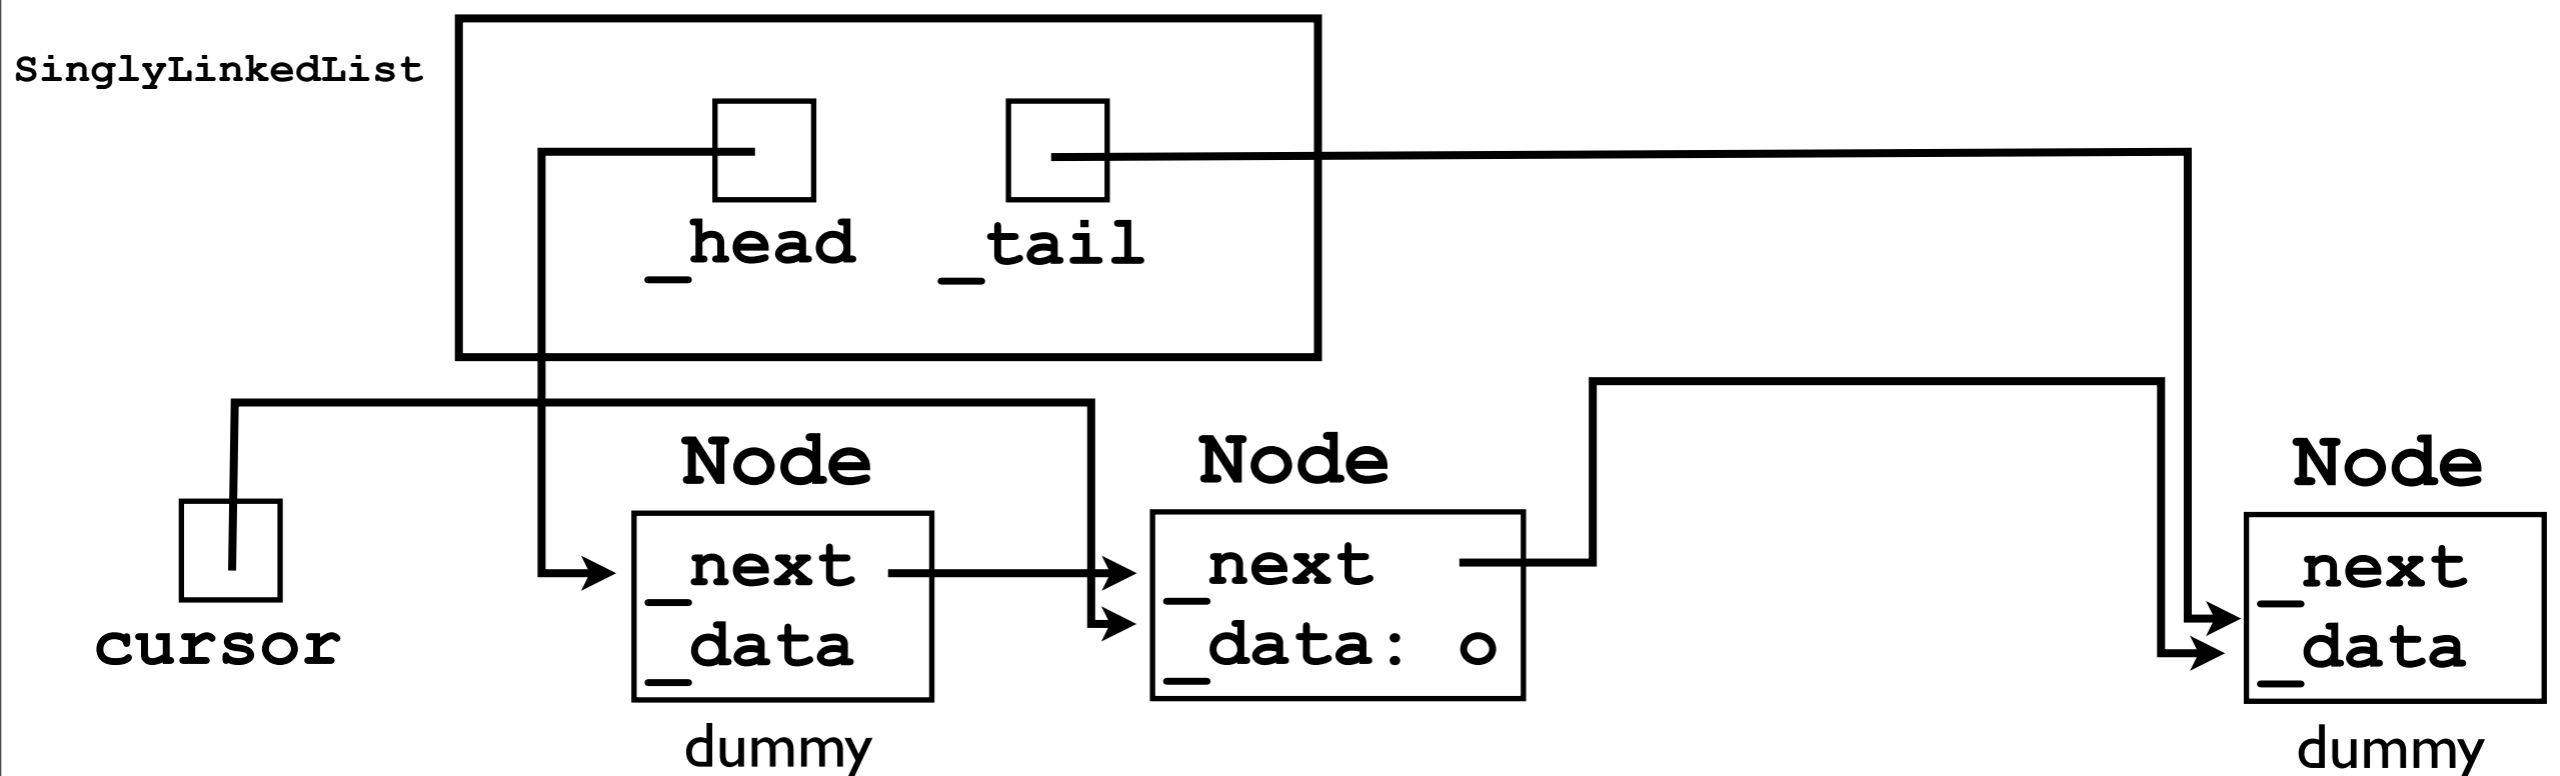 SinglyLinkedList
_head
_tail
cursor
Node
_next
_data
dummy
Node
_next
_data: o
Node
_next
_data
dummy